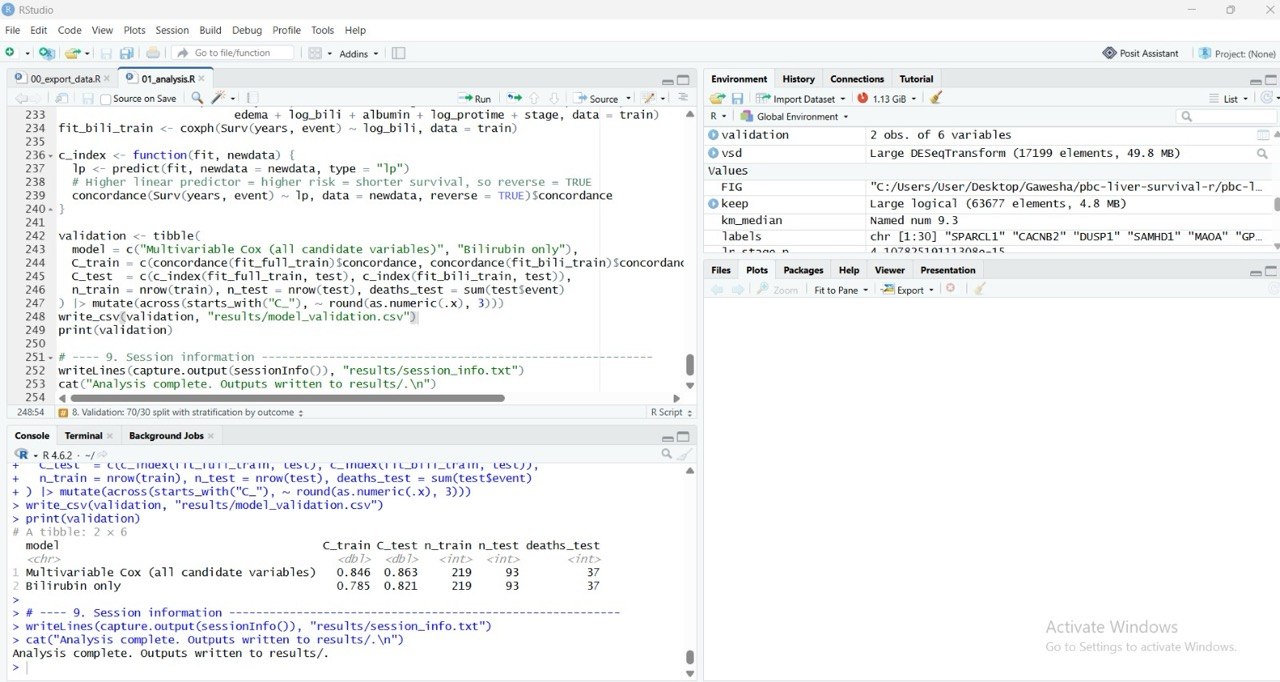 RStudio
File Edit Code View Plots Session Build Debug Profile Tools Help
Go to file/function Addins Posit Assistant Project: (None)
00_export_data.R 01_analysis.R
Source on Save Run Source
233 edema + log_bili + albumin + log_protime + stage, data = train)
234 fit_bili_train <- coxph(Surv(years, event) ~ log_bili, data = train)
235
236 c_index <- function(fit, newdata) {
237 lp <- predict(fit, newdata = newdata, type = "lp")
238 # Higher linear predictor = higher risk = shorter survival, so reverse = TRUE
239 concordance(Surv(years, event) ~ lp, data = newdata, reverse = TRUE)$concordance
240 }
241
242 validation <- tibble(
243 model = c("Multivariable Cox (all candidate variables)", "Bilirubin only"),
244 C_train = c(concordance(fit_full_train)$concordance, concordance(fit_bili_train)$concordanc
245 C_test = c(c_index(fit_full_train, test), c_index(fit_bili_train, test)),
246 n_train = nrow(train), n_test = nrow(test), deaths_test = sum(test$event)
247 ) |> mutate(across(starts_with("C_"), ~ round(as.numeric(.x), 3)))
248 write_csv(validation, "results/model_validation.csv")
249 print(validation)
250
251 # ---- 9. Session information ----------------------------------------------------------
252 writeLines(capture.output(sessionInfo()), "results/session_info.txt")
253 cat("Analysis complete. Outputs written to results/.\n")
254
248:54 8. Validation: 70/30 split with stratification by outcome R Script
Console Terminal Background Jobs
R 4.6.2 · ~/
+ C_test = c(c_index(fit_full_train, test), c_index(fit_bili_train, test)),
+ n_train = nrow(train), n_test = nrow(test), deaths_test = sum(test$event)
+ ) |> mutate(across(starts_with("C_"), ~ round(as.numeric(.x), 3)))
> write_csv(validation, "results/model_validation.csv")
> print(validation)
# A tibble: 2 × 6
model C_train C_test n_train n_test deaths_test
<chr> <dbl> <dbl> <int> <int> <int>
1 Multivariable Cox (all candidate variables) 0.846 0.863 219 93 37
2 Bilirubin only 0.785 0.821 219 93 37
>
> # ---- 9. Session information ----------------------------------------------------------
> writeLines(capture.output(sessionInfo()), "results/session_info.txt")
> cat("Analysis complete. Outputs written to results/.\n")
Analysis complete. Outputs written to results/.
>
Environment History Connections Tutorial
Import Dataset 1.13 GiB List
R Global Environment
validation 2 obs. of 6 variables
vsd Large DESeqTransform (17199 elements, 49.8 MB)
Values
FIG "C:/Users/User/Desktop/Gawesha/pbc-liver-survival-r/pbc-l…
keep Large logical (63677 elements, 4.8 MB)
km_median Named num 9.3
labels chr [1:30] "SPARCL1" "CACNB2" "DUSP1" "SAMHD1" "MAOA" "GP…
Files Plots Packages Help Viewer Presentation
Zoom Fit to Pane Export
Activate Windows
Go to Settings to activate Windows.